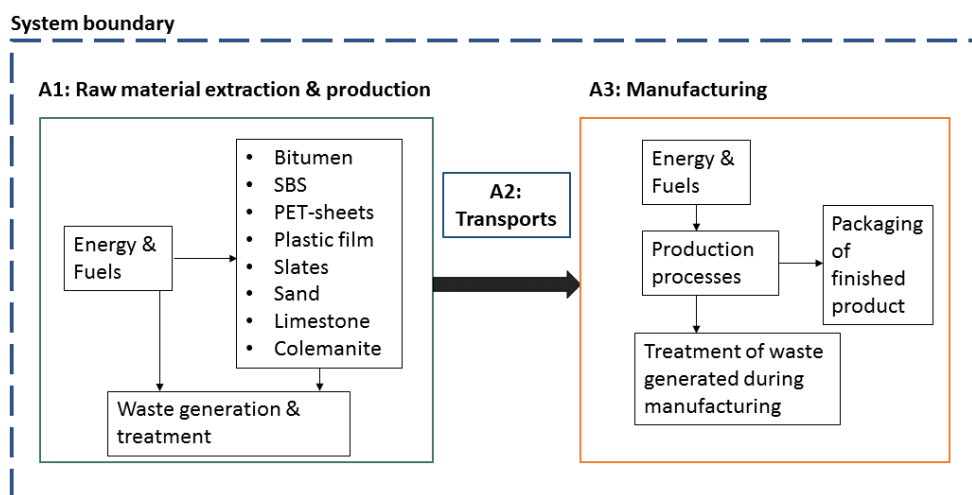 System boundary
A1: Raw material extraction & production
Energy &
Fuels
• Bitumen
• SBS
• PET-sheets
• Plastic film
• Slates
• Sand
• Limestone
• Colemanite
Waste generation &
treatment
A2:
Transports
A3: Manufacturing
Energy &
Fuels
Production
processes
Packaging
of
finished
product
Treatment of waste
generated during
manufacturing